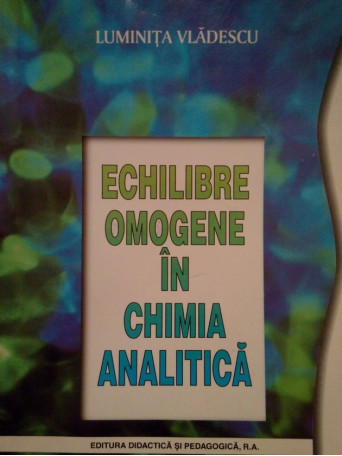 LUMINIȚA VLĂDESCU
ECHILIBRE
OMOGENE
ÎN
CHIMIA
ANALITICĂ
EDITURA DIDACTICĂ ȘI PEDAGOGICĂ, R.A.